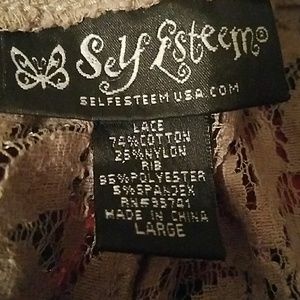 Self Esteem®
SELFESTEEMUSA.COM
LACE
74%COTTON
26%NYLON
RIB
95%POLYESTER
5%SPANDEX
RN#93741
MADE IN CHINA
LARGE